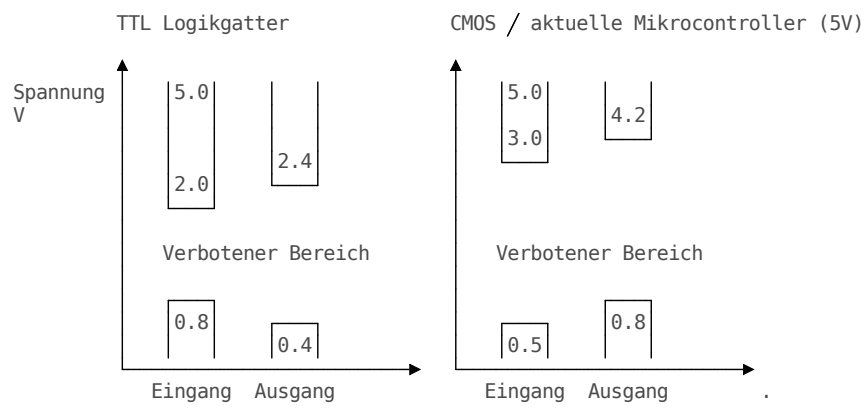 TTL Logikgatter
CMOS / aktuelle Mikrocontroller (5V)
Spannung
V
5.0
2.0
2.4
5.0
3.0
4.2
Verbotener Bereich
Verbotener Bereich
0.8
0.4
0.5
0.8
Eingang Ausgang
Eingang Ausgang .